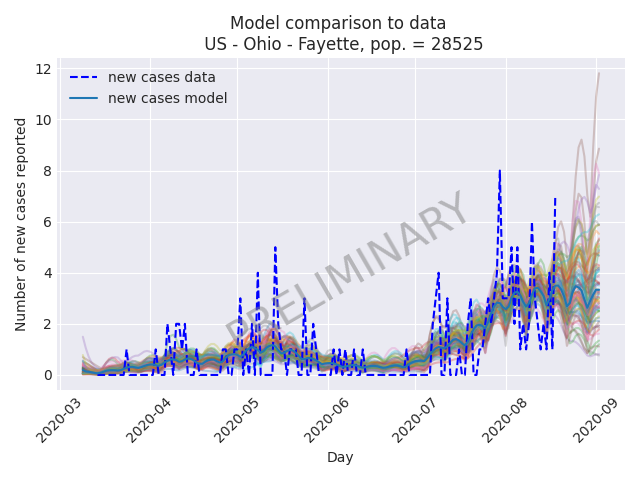 Model comparison to data
US - Ohio - Fayette, pop. = 28525
12
10
8
6
4
2
0
Number of new cases reported
new cases data
new cases model
PRELIMINARY
2020-03
2020-04
2020-05
2020-06
2020-07
2020-08
2020-09
Day